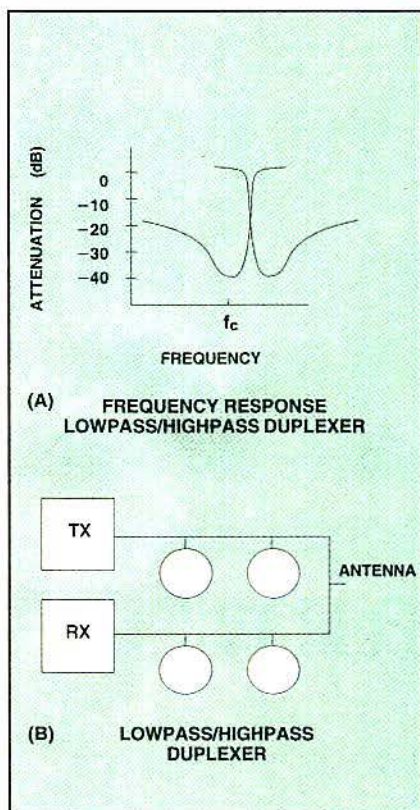 ATTENUATION (dB)
0
−10
−20
−30
−40
fc
FREQUENCY
(A) FREQUENCY RESPONSE
LOWPASS/HIGHPASS DUPLEXER
TX
ANTENNA
RX
(B) LOWPASS/HIGHPASS
DUPLEXER